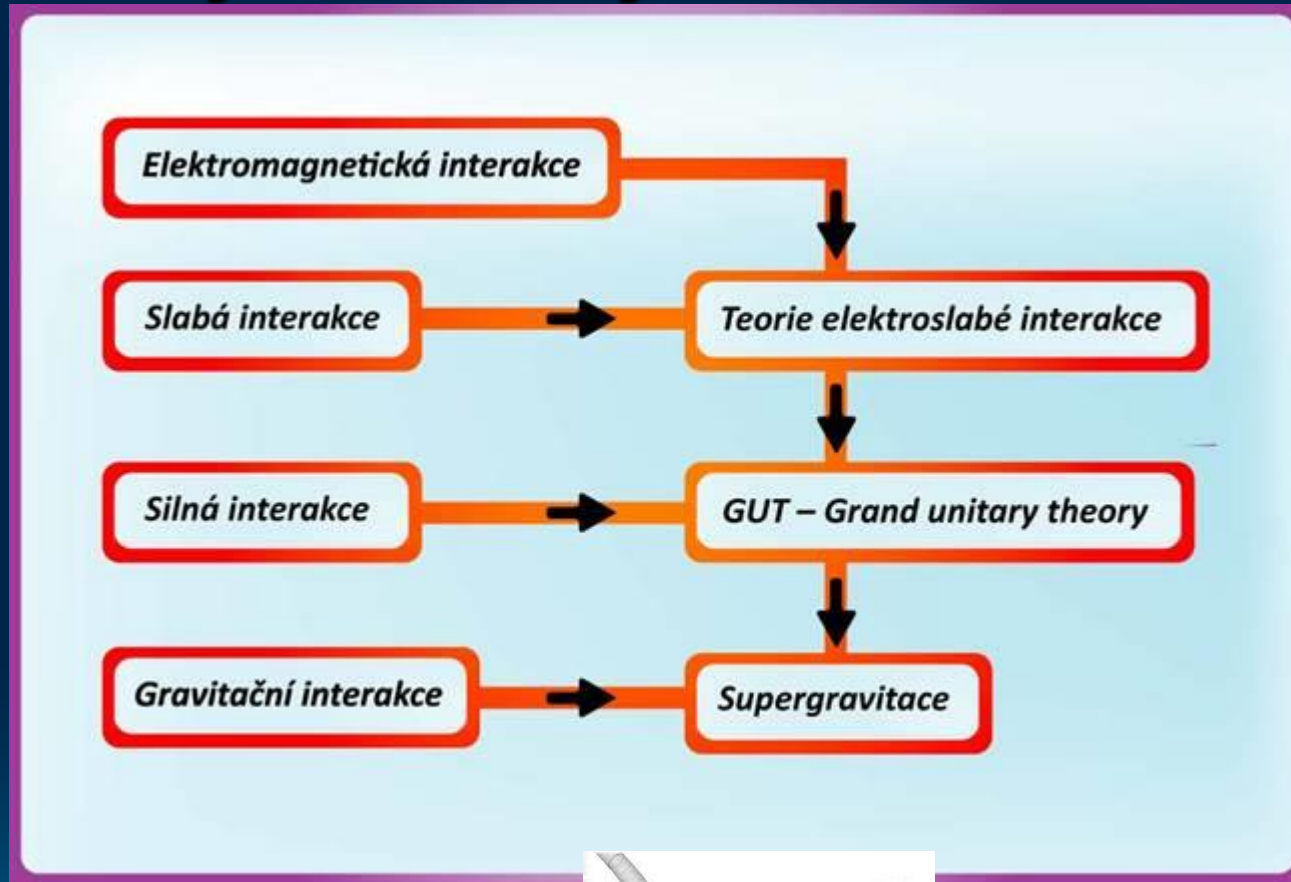 Elektromagnetická interakce
Slabá interakce
Teorie elektroslabé interakce
Silná interakce
GUT – Grand unitary theory
Gravitační interakce
Supergravitace